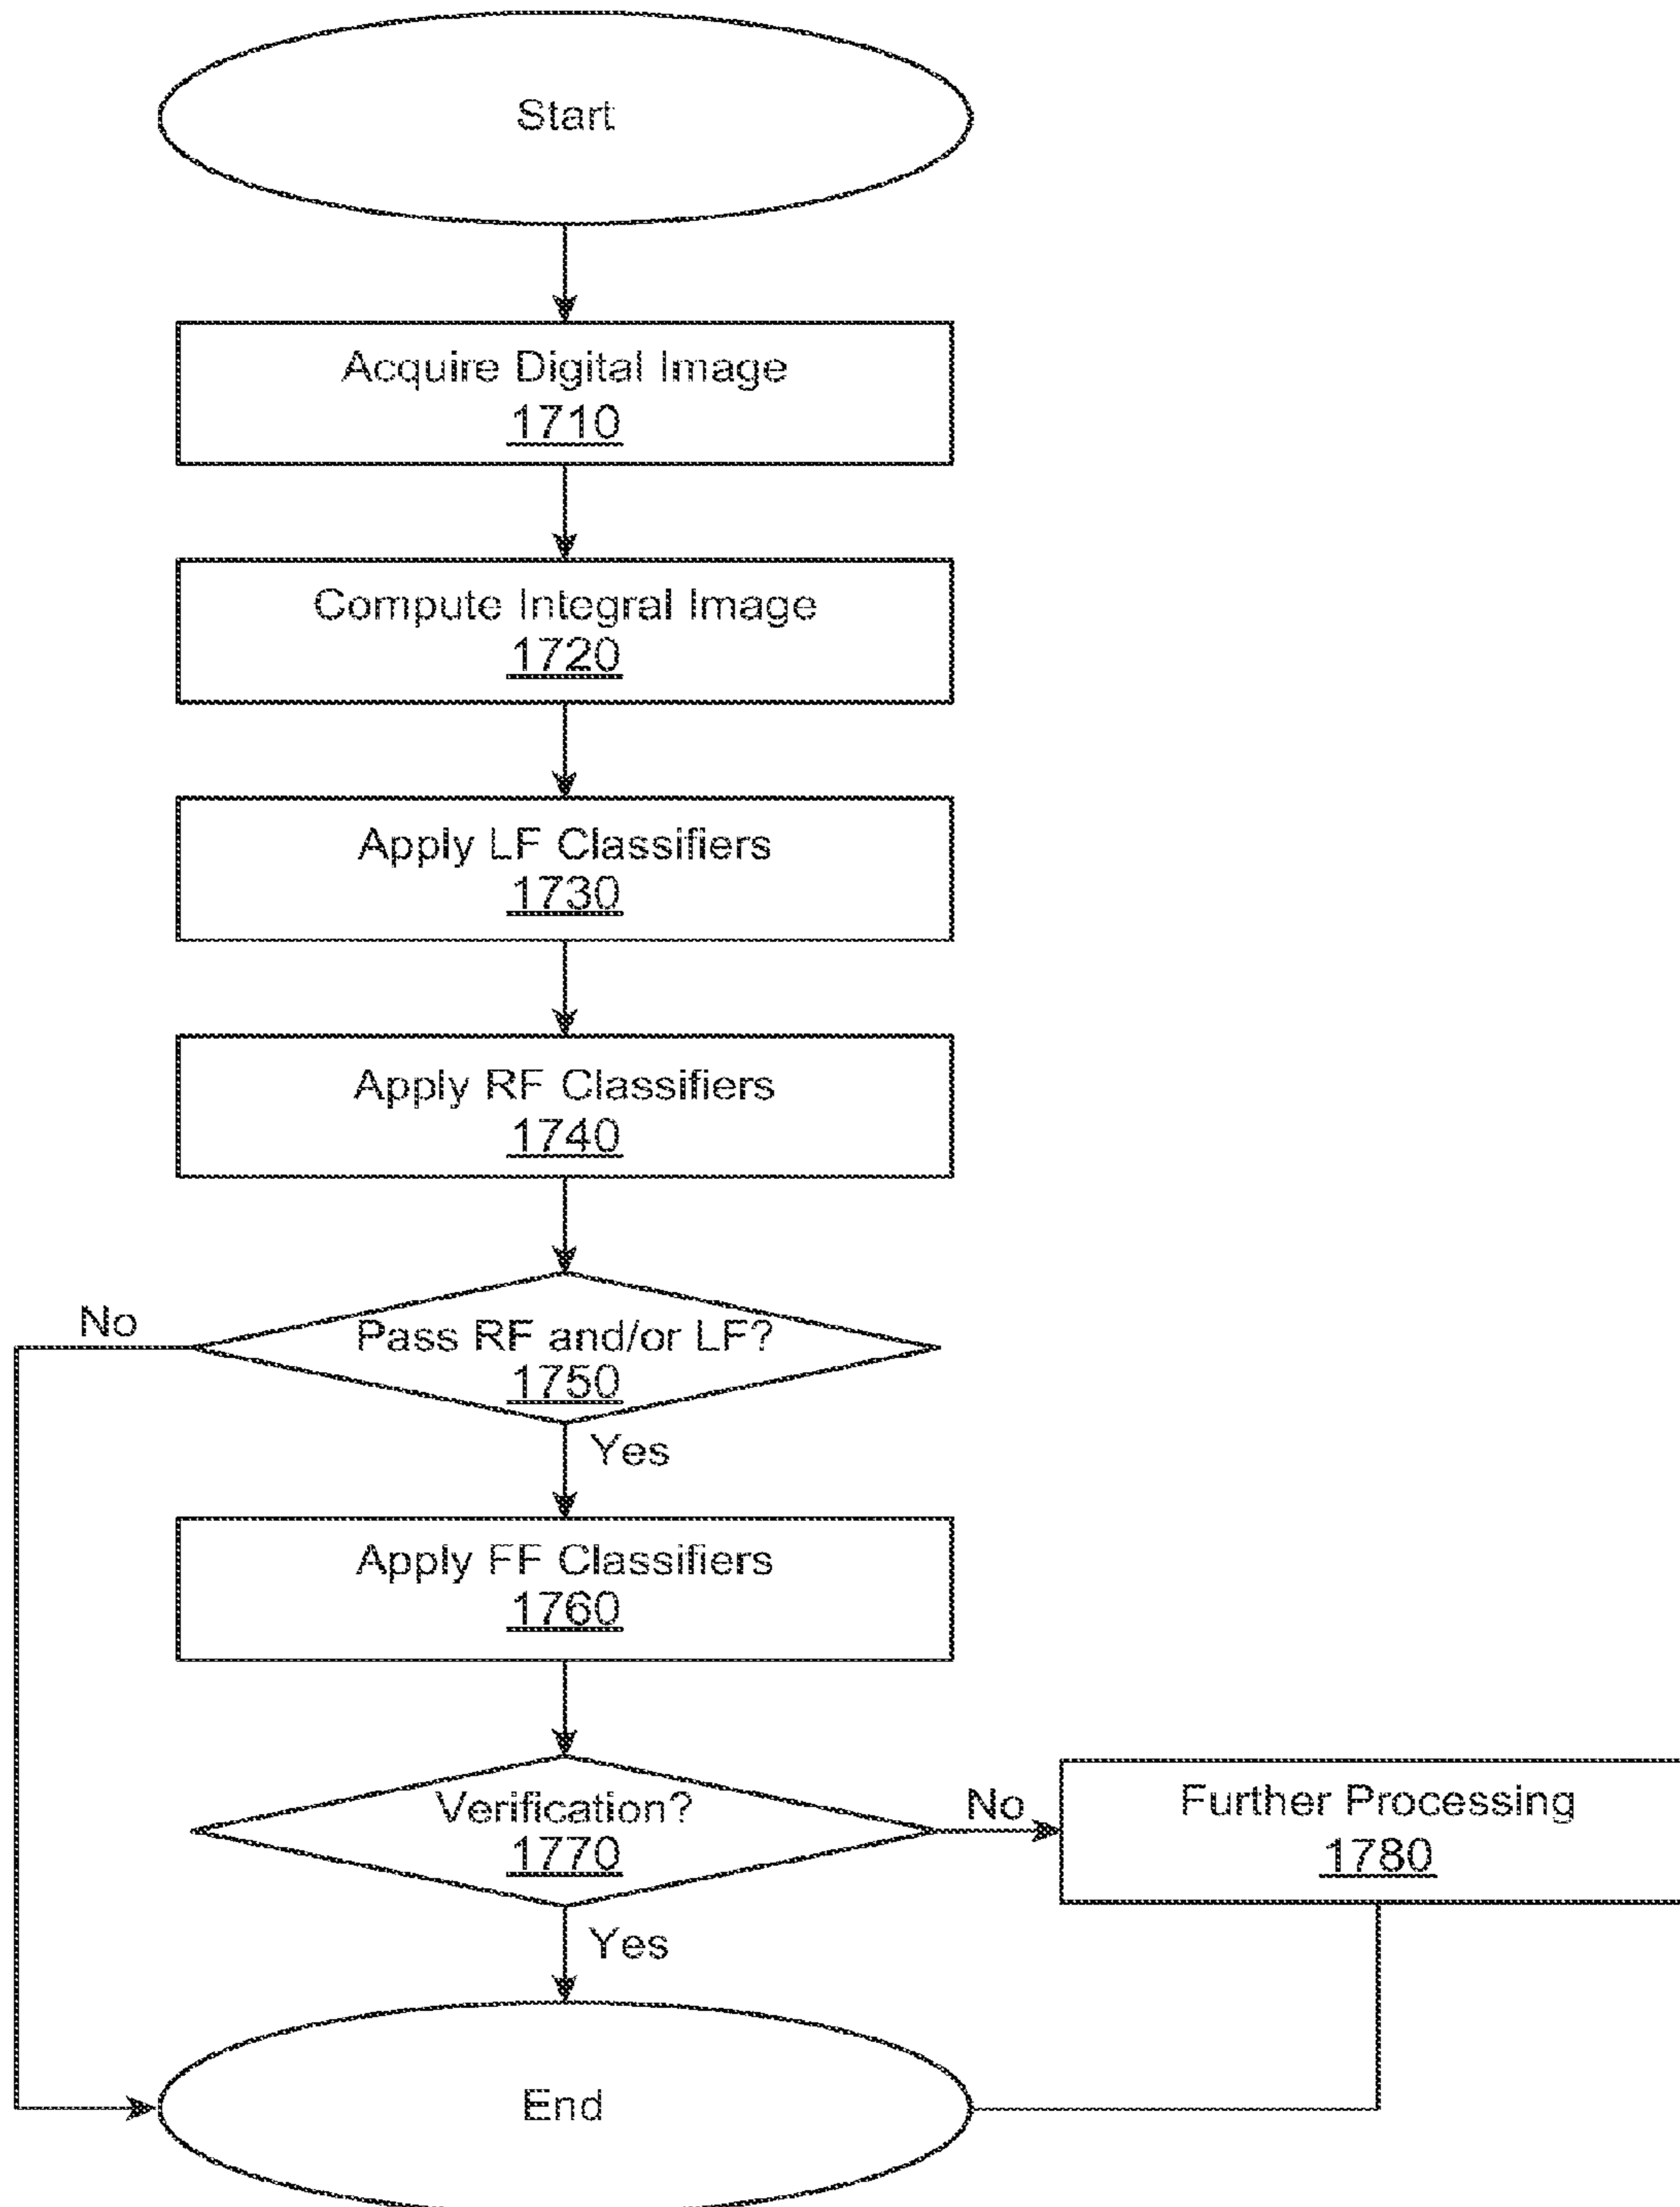 Start
Acquire Digital Image
1710
Compute Integral Image
1720
Apply LF Classifiers
1730
Apply RF Classifiers
1740
No
Pass RF and/or LF?
1750
Yes
Apply FF Classifiers
1760
Verification?
1770
No
Further Processing
1780
Yes
End